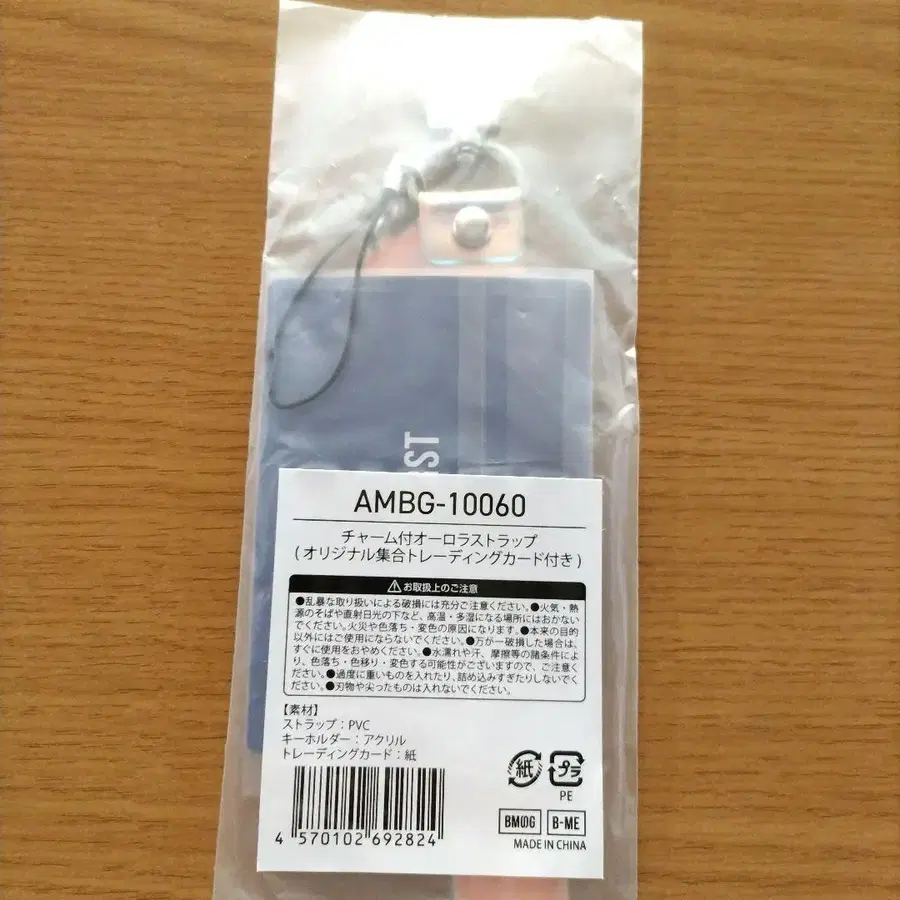 ST
AMBG-10060
チャーム付オーロラストラップ
(オリジナル集合トレーディングカード付き)
お取扱上のご注意
●乱暴な取り扱いによる破損には充分ご注意ください。●火気・熱
源のそばや直射日光の下など、高温・多湿になる場所にはおかない
でください。火災や色落ち・変色の原因になります。●本来の目的
以外にはご使用にならないでください。●万が一破損した場合は、
すぐに使用をおやめください。●水濡れや汗、摩擦等の諸条件によ
り、色落ち・色移り・変色する可能性がございますので、ご注意くだ
さい。●過度に重いものを入れたり、詰め込みすぎたりしないでくだ
さい。●刃物や尖ったものは入れないでください。
【素材】
ストラップ：PVC
キーホルダー：アクリル
トレーディングカード：紙
紙
プラ
PE
B-ME
MADE IN CHINA
4 570102 692824